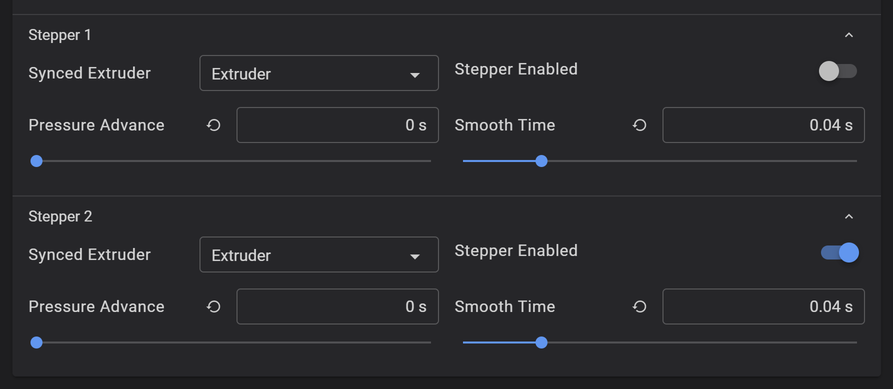 Stepper 1
Synced Extruder Extruder Stepper Enabled
Pressure Advance 0 s Smooth Time 0.04 s
Stepper 2
Synced Extruder Extruder Stepper Enabled
Pressure Advance 0 s Smooth Time 0.04 s